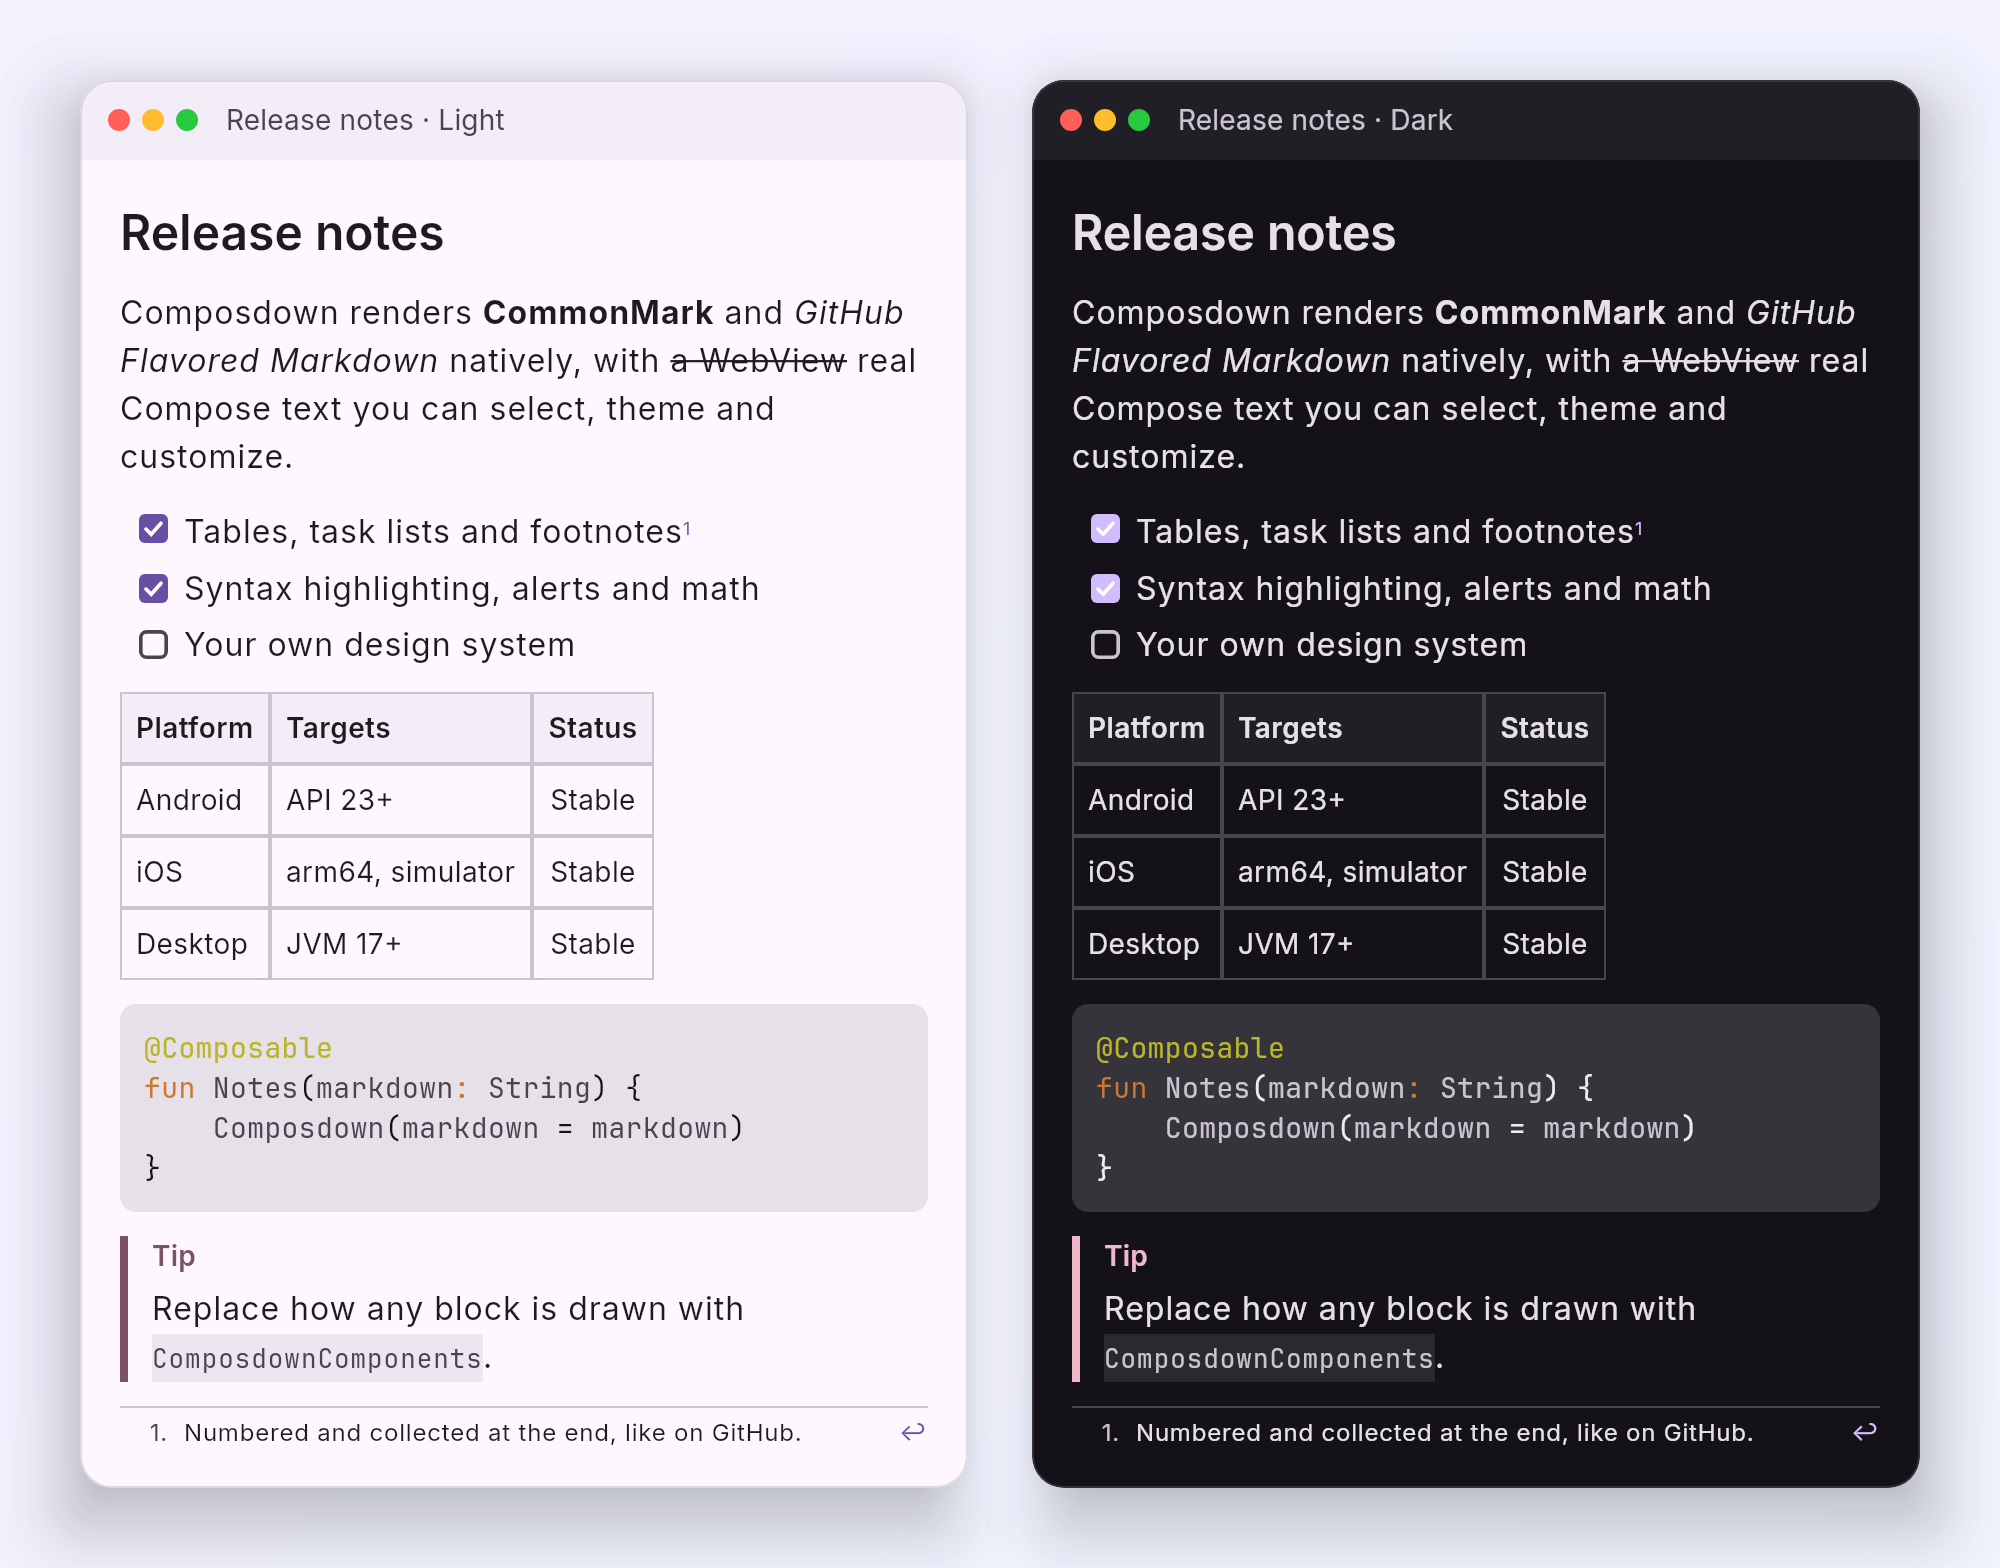 Release notes · Light
Release notes
Composdown renders CommonMark and GitHub
Flavored Markdown natively, with a WebView real
Compose text you can select, theme and
customize.
Tables, task lists and footnotes1
Syntax highlighting, alerts and math
Your own design system
Platform Targets Status
Android API 23+ Stable
iOS arm64, simulator Stable
Desktop JVM 17+ Stable
@Composable
fun Notes(markdown: String) {
    Composdown(markdown = markdown)
}
Tip
Replace how any block is drawn with
ComposdownComponents.
1. Numbered and collected at the end, like on GitHub. ↩
Release notes · Dark
Release notes
Composdown renders CommonMark and GitHub
Flavored Markdown natively, with a WebView real
Compose text you can select, theme and
customize.
Tables, task lists and footnotes1
Syntax highlighting, alerts and math
Your own design system
Platform Targets Status
Android API 23+ Stable
iOS arm64, simulator Stable
Desktop JVM 17+ Stable
@Composable
fun Notes(markdown: String) {
    Composdown(markdown = markdown)
}
Tip
Replace how any block is drawn with
ComposdownComponents.
1. Numbered and collected at the end, like on GitHub. ↩